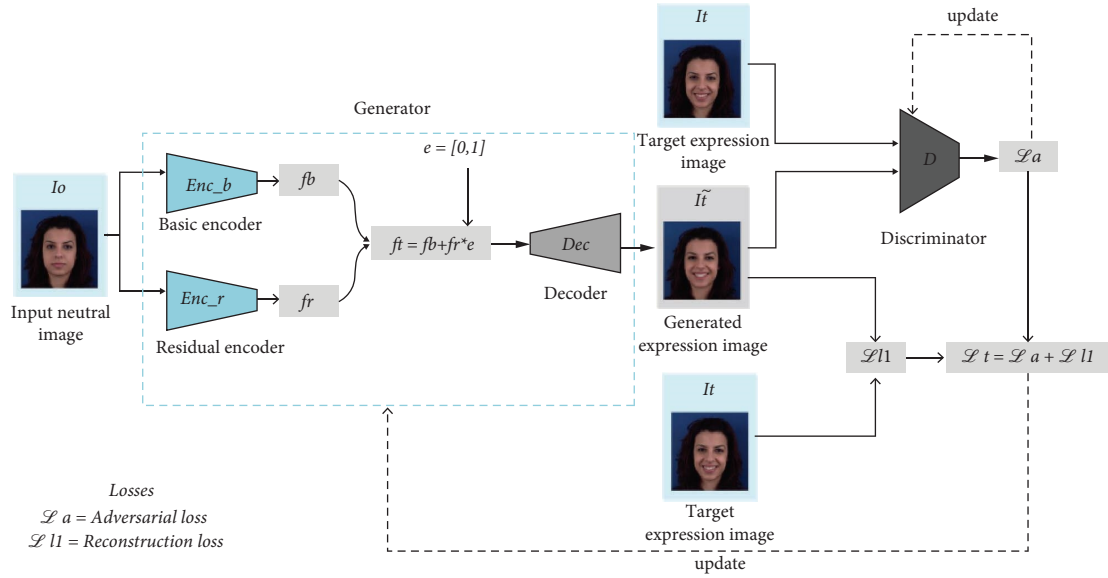 It
update
Generator
e = [0,1]
Target expression
image
Io
Enc_b
fb
D
ℒa
Basic encoder
It̃
ft = fb+fr*e
Dec
Discriminator
Enc_r
fr
Decoder
Input neutral
image
Generated
expression image
Residual encoder
ℒl1
ℒ t = ℒ a + ℒ l1
It
Losses
ℒ a = Adversarial loss
ℒ l1 = Reconstruction loss
Target
expression image
update